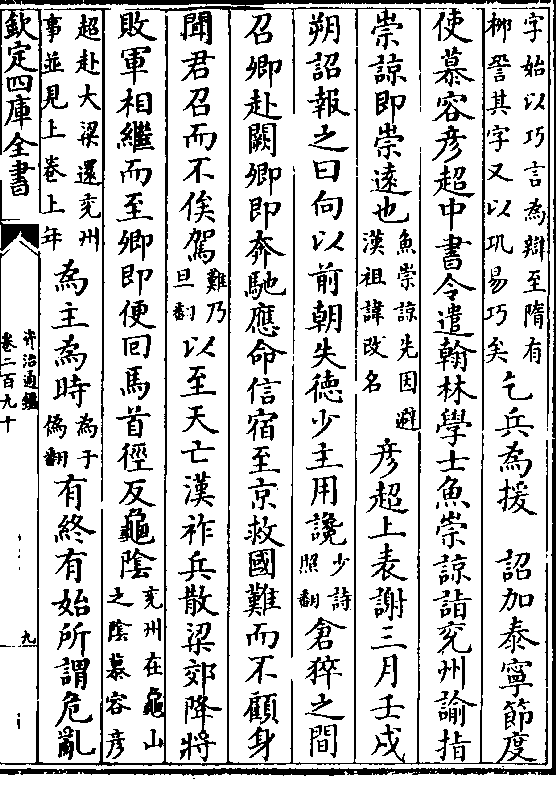 字始以巧言為辯至隋有
栁䛒其字又以巩易巧矣
乞兵為援　詔加泰寧節度
使慕容彦超中書令遣翰林學士魚崇諒詣兖州諭指
崇諒即崇遠也
魚崇諒先因避
漢祖諱改名
彦超上表謝三月壬戌
朔詔報之曰向以前朝失徳少主用讒
少詩
照翻
倉猝之間
召卿赴闕卿即奔馳應命信宿至京救國難而不顧身
聞君召而不俟駕
難乃
旦翻
以至天亡漢祚兵散梁郊降將
敗軍相繼而至卿即便回馬首徑反龜陰
兖州在龜山
之陰慕容彦
超赴大梁還兖州
事並見上卷上年
為主為時
為于
偽翻
有終有始所謂危亂
欽定四庫全書
資治通鑑
卷二百九十
九